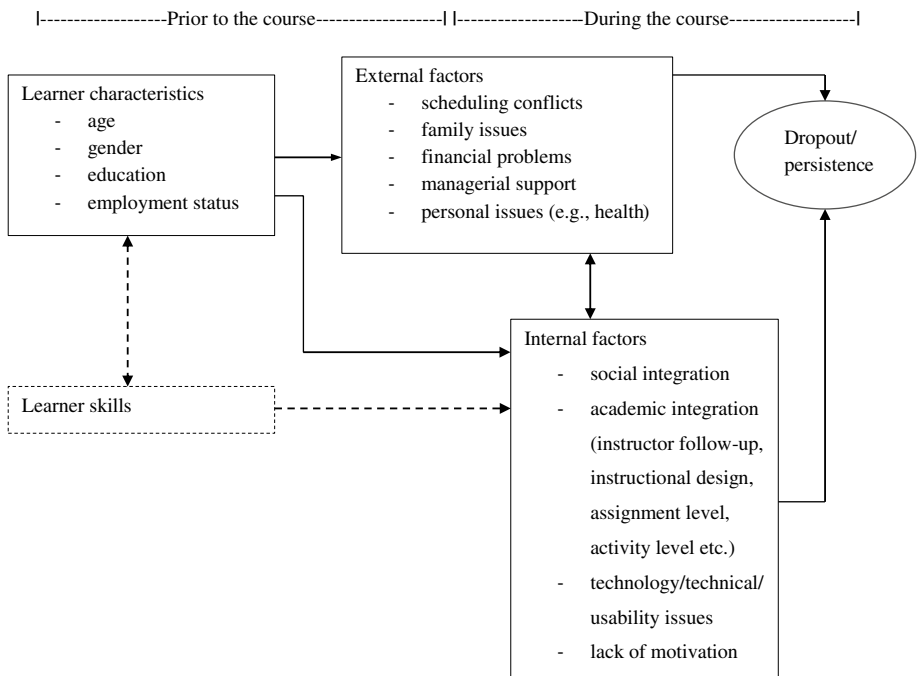 |----------------Prior to the course----------------||----------------During the course-------------------|
Learner characteristics
- age
- gender
- education
- employment status
External factors
- scheduling conflicts
- family issues
- financial problems
- managerial support
- personal issues (e.g., health)
Dropout/
persistence
Learner skills
Internal factors
- social integration
- academic integration
(instructor follow-up,
instructional design,
assignment level,
activity level etc.)
- technology/technical/
usability issues
- lack of motivation